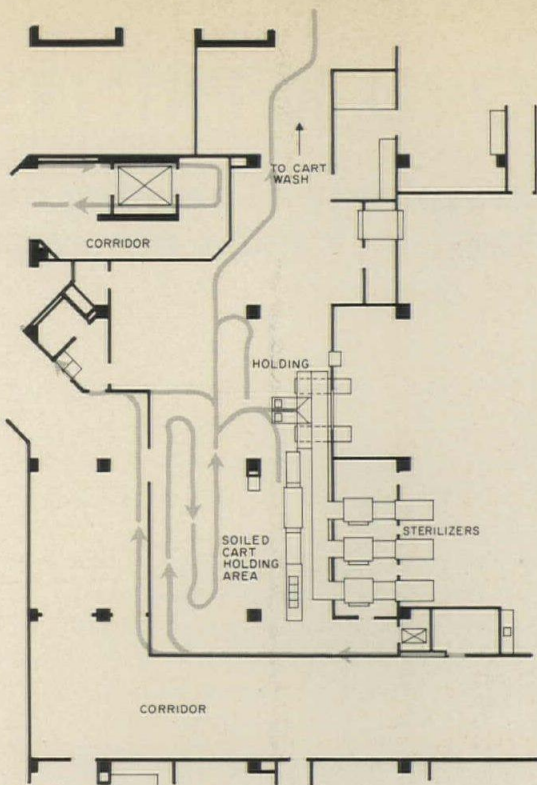 TO CART
WASH
CORRIDOR
HOLDING
SOILED
CART
HOLDING
AREA
STERILIZERS
CORRIDOR